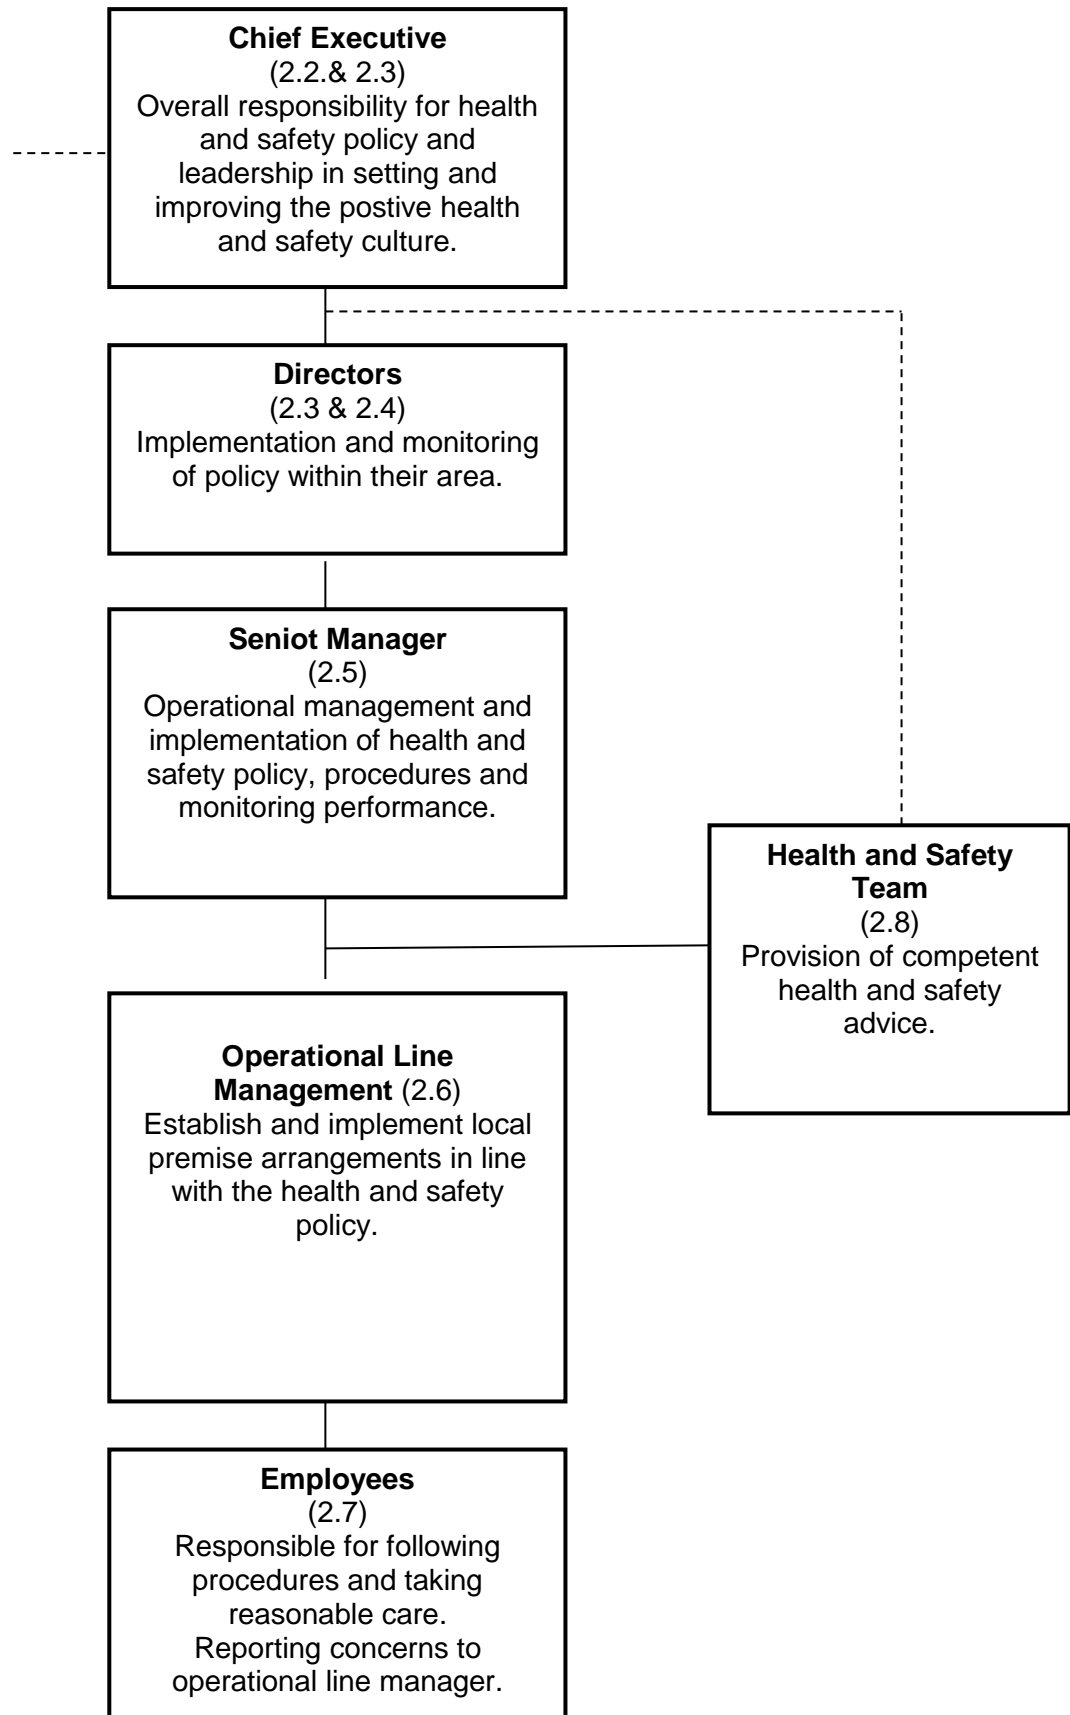 Chief Executive
(2.2.& 2.3)
Overall responsibility for health
and safety policy and
leadership in setting and
improving the postive health
and safety culture.
Directors
(2.3 & 2.4)
Implementation and monitoring
of policy within their area.
Seniot Manager
(2.5)
Operational management and
implementation of health and
safety policy, procedures and
monitoring performance.
Health and Safety
Team
(2.8)
Provision of competent
health and safety
advice.
Operational Line
Management (2.6)
Establish and implement local
premise arrangements in line
with the health and safety
policy.
Employees
(2.7)
Responsible for following
procedures and taking
reasonable care.
Reporting concerns to
operational line manager.